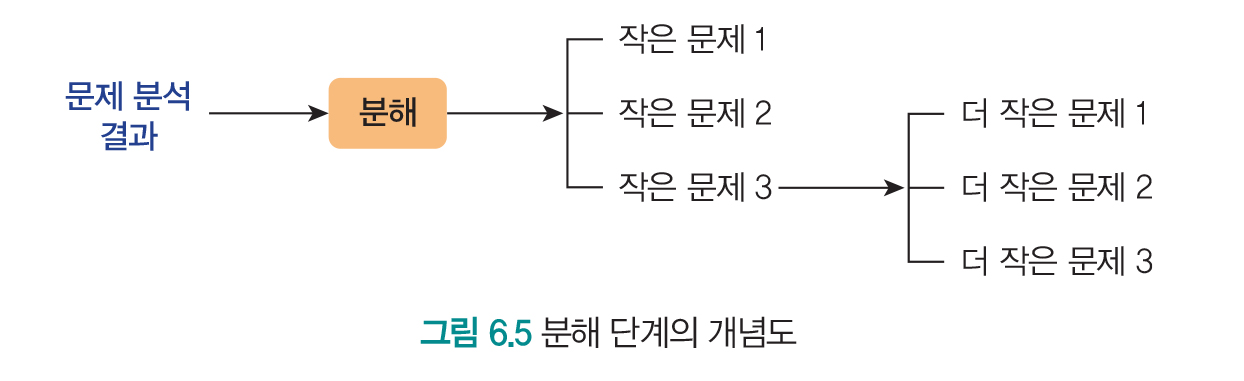 문제 분석
결과
분해
작은 문제 1
작은 문제 2
작은 문제 3
더 작은 문제 1
더 작은 문제 2
더 작은 문제 3
그림 6.5 분해 단계의 개념도